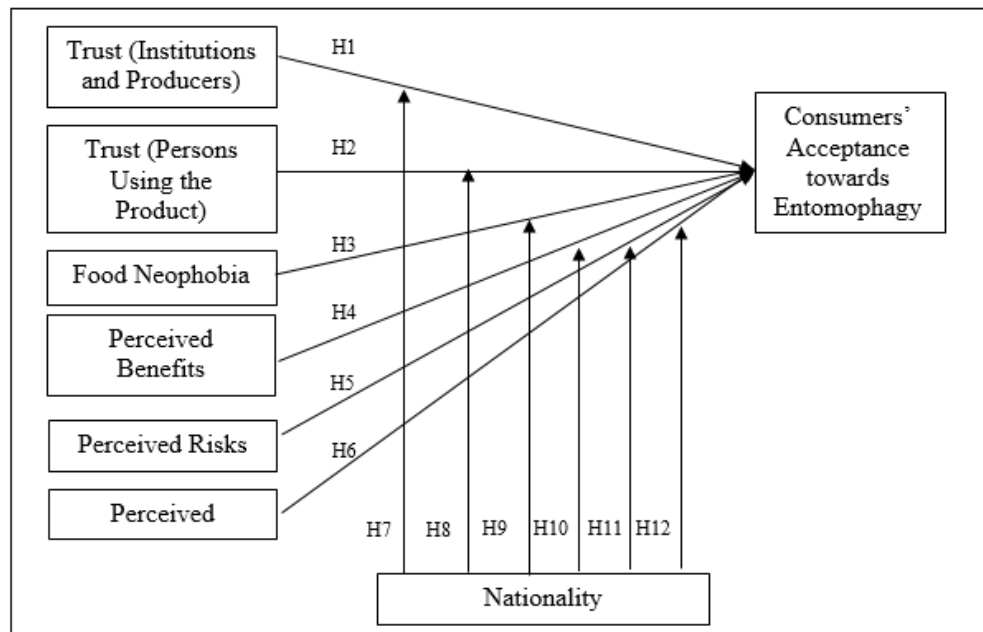 Trust (Institutions
and Producers)
H1
Trust (Persons
Using the
Product)
H2
Food Neophobia
H3
Perceived
Benefits
H4
Perceived Risks
H5
Perceived
H6
Consumers’
Acceptance
towards
Entomophagy
H7
H8
H9
H10
H11
H12
Nationality